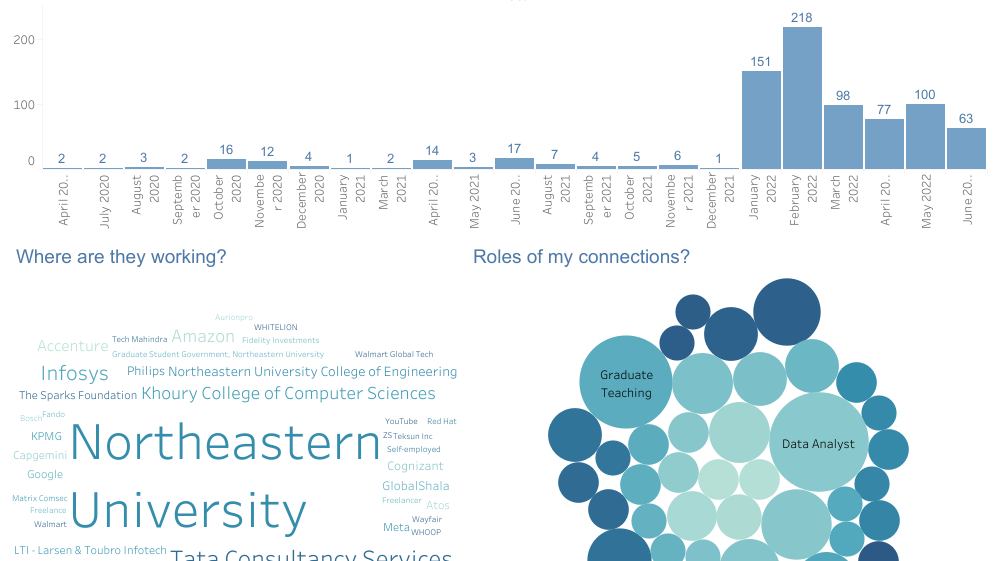 200
100
0
2
2
3
2
16
12
4
1
2
14
3
17
7
4
5
6
1
151
218
98
77
100
63
April 20..
July 2020
August
2020
Septemb
er 2020
October
2020
Novembe
r 2020
December
2020
January
2021
March
2021
April 20..
May 2021
June 20..
August
2021
Septemb
er 2021
October
2021
Novembe
r 2021
December
2021
January
2022
February
2022
March
2022
April 20..
May 2022
June 20..
Where are they working?
Roles of my connections?
Aurionpro
WHITELION
Tech Mahindra
Amazon
Fidelity Investments
Accenture
Graduate Student Government, Northeastern University
Walmart Global Tech
Infosys
Philips
Northeastern University College of Engineering
The Sparks Foundation
Khoury College of Computer Sciences
Bosch
Fando
YouTube
Red Hat
KPMG
Northeastern
University
ZS
Teksun Inc
Self-employed
Capgemini
Cognizant
Google
GlobalShala
Matrix Comsec
Freelancer
Atos
Freelance
Walmart
Wayfair
Meta
WHOOP
LTI - Larsen & Toubro Infotech
Tata Consultancy Services
Graduate
Teaching
Data Analyst